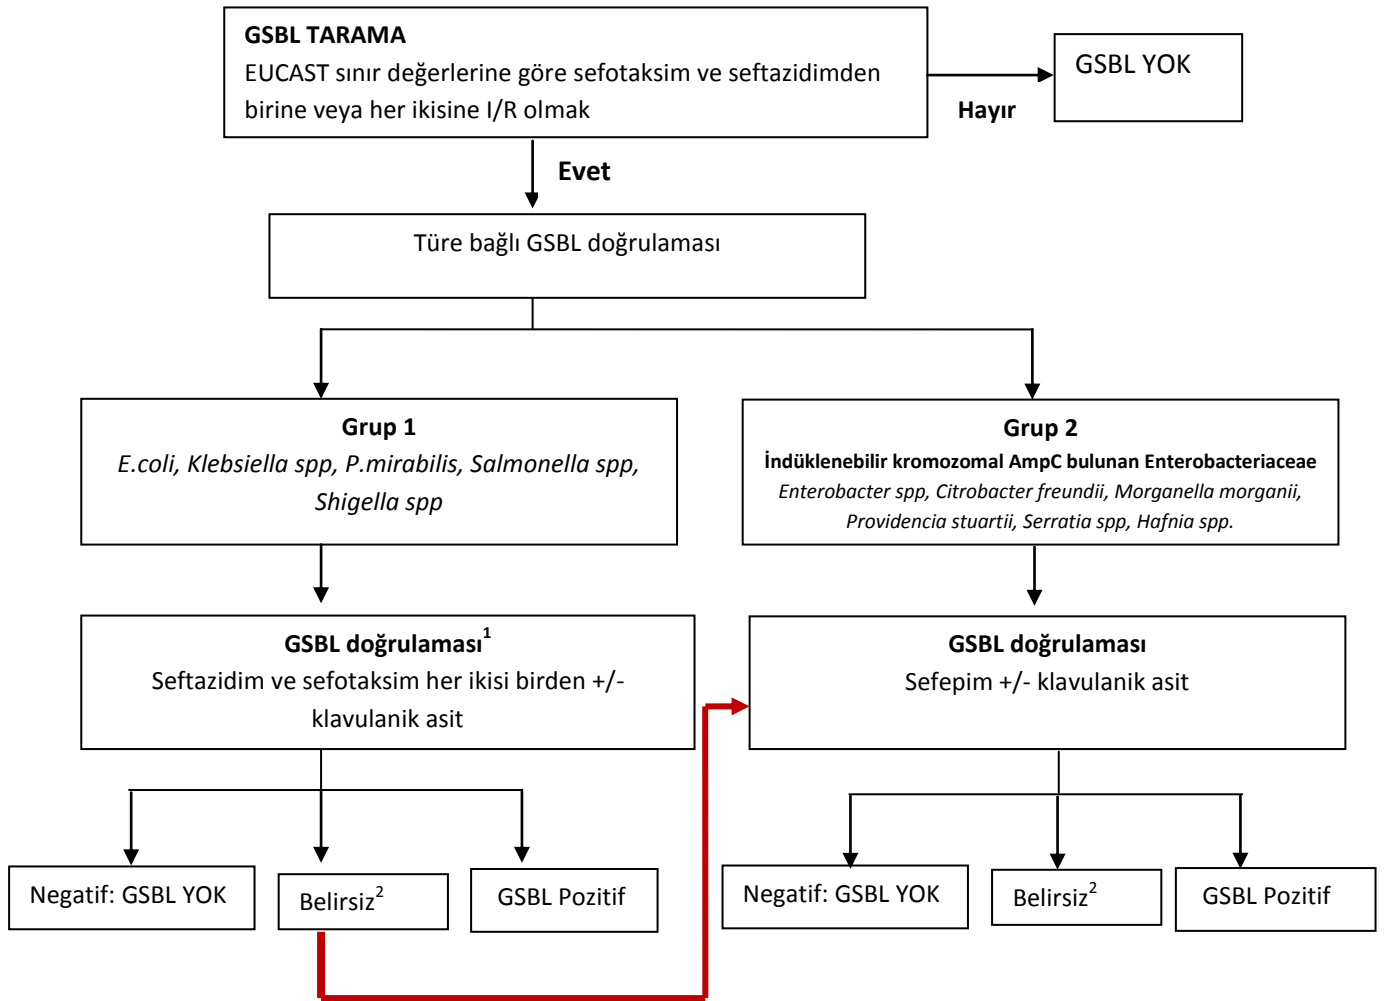 GSBL TARAMA
EUCAST sınır değerlerine göre sefotaksim ve seftazidimden
birine veya her ikisine I/R olmak
Hayır
GSBL YOK
Evet
Türe bağlı GSBL doğrulaması
Grup 1
E.coli, Klebsiella spp, P.mirabilis, Salmonella spp,
Shigella spp
Grup 2
İndüklenebilir kromozomal AmpC bulunan Enterobacteriaceae
Enterobacter spp, Citrobacter freundii, Morganella morganii,
Providencia stuartii, Serratia spp, Hafnia spp.
GSBL doğrulaması¹
Seftazidim ve sefotaksim her ikisi birden +/-
klavulanik asit
GSBL doğrulaması
Sefepim +/- klavulanik asit
Negatif: GSBL YOK
Belirsiz²
GSBL Pozitif
Negatif: GSBL YOK
Belirsiz²
GSBL Pozitif